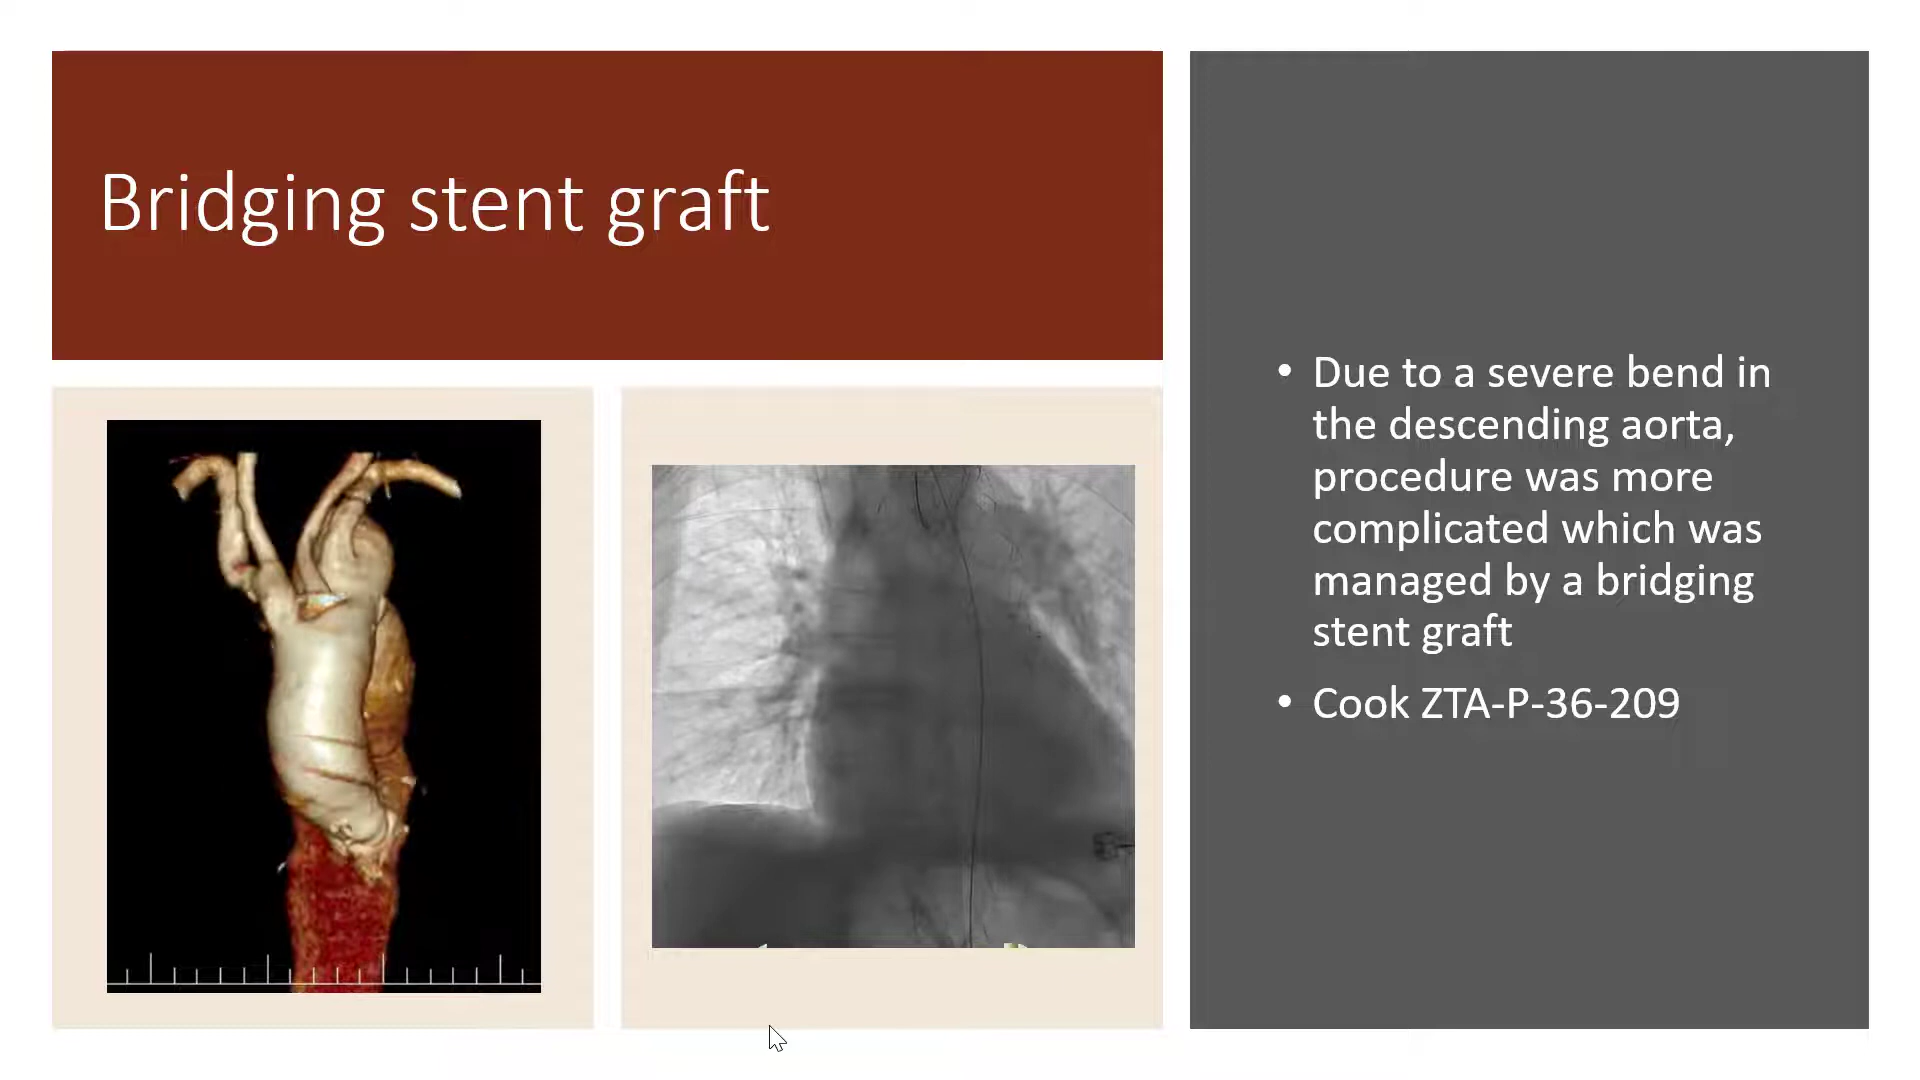 Bridging stent graft
• Due to a severe bend in
the descending aorta,
procedure was more
complicated which was
managed by a bridging
stent graft
• Cook ZTA-P-36-209